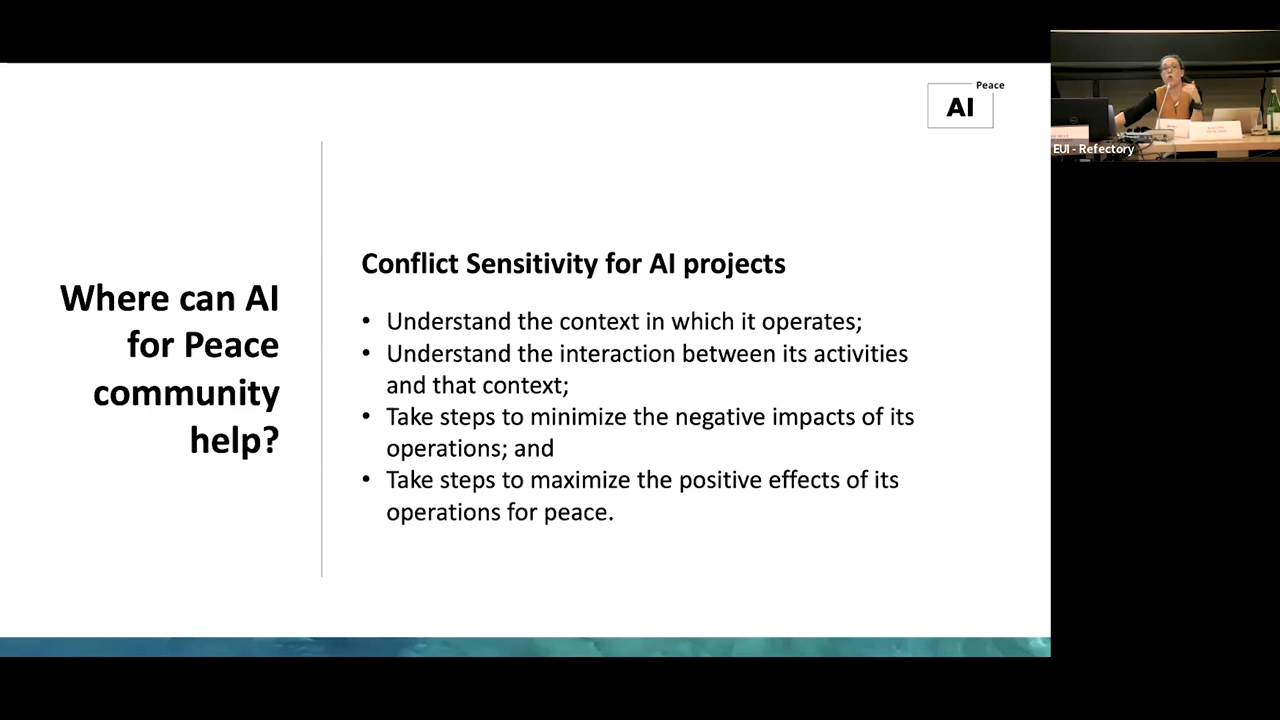 Peace
AI
Where can AI
for Peace
community
help?
Conflict Sensitivity for AI projects
• Understand the context in which it operates;
• Understand the interaction between its activities
and that context;
• Take steps to minimize the negative impacts of its
operations; and
• Take steps to maximize the positive effects of its
operations for peace.
EUI - Refectory